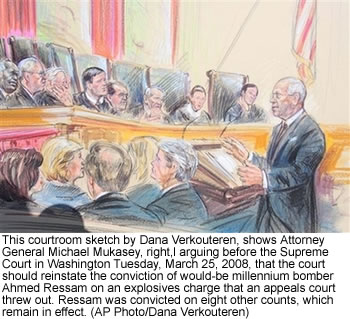 This courtroom sketch by Dana Verkouteren, shows Attorney
General Michael Mukasey, right,l arguing before the Supreme
Court in Washington Tuesday, March 25, 2008, that the court
should reinstate the conviction of would-be millennium bomber
Ahmed Ressam on an explosives charge that an appeals court
threw out. Ressam was convicted on eight other counts, which
remain in effect. (AP Photo/Dana Verkouteren)